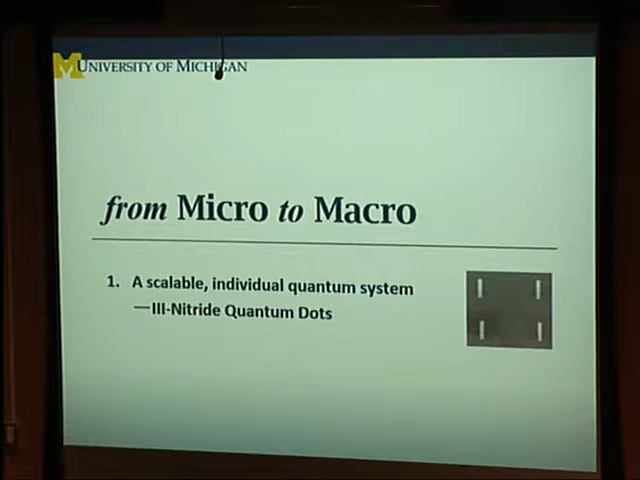 M UNIVERSITY OF MICHIGAN
from Micro to Macro
1. A scalable, individual quantum system
—III-Nitride Quantum Dots